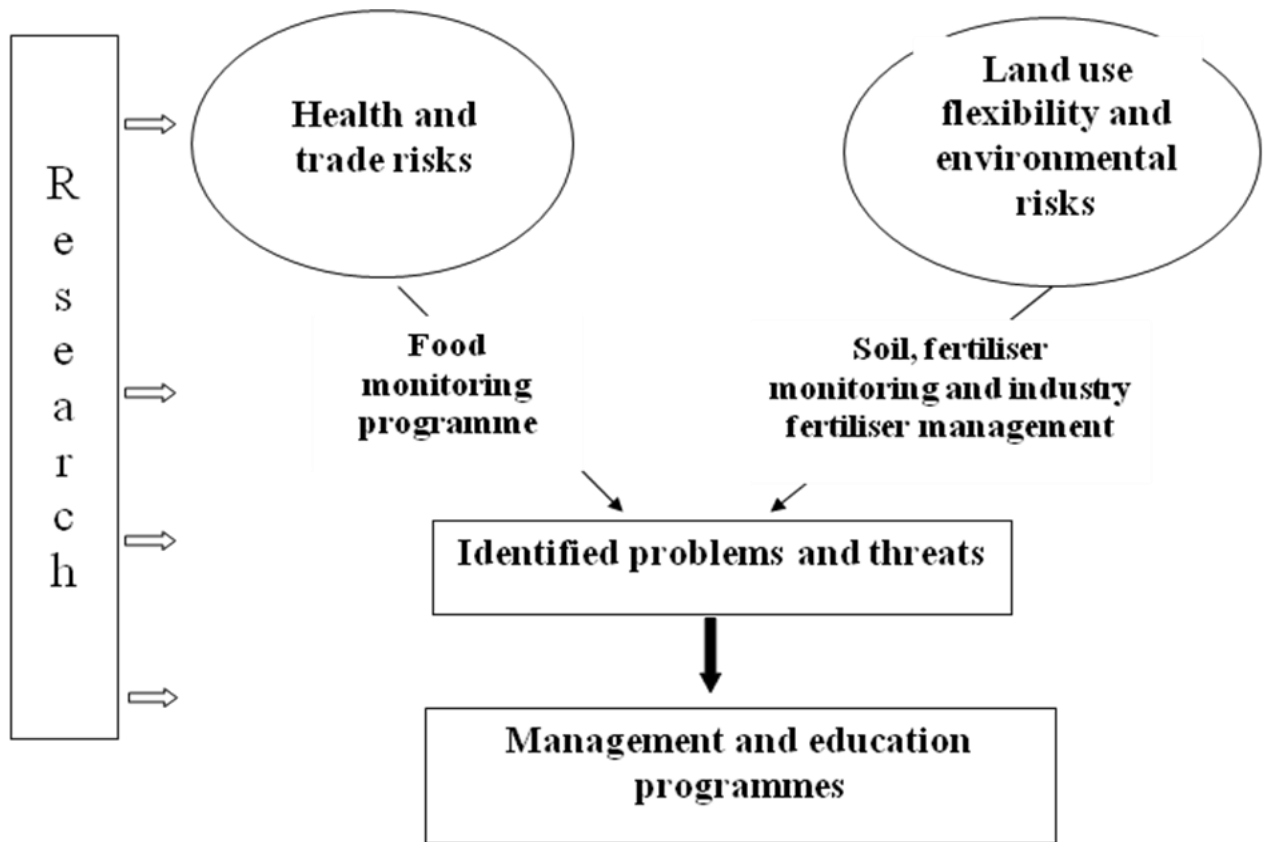 Research
Health and
trade risks
Land use
flexibility and
environmental
risks
Food
monitoring
programme
Soil, fertiliser
monitoring and industry
fertiliser management
Identified problems and threats
Management and education
programmes